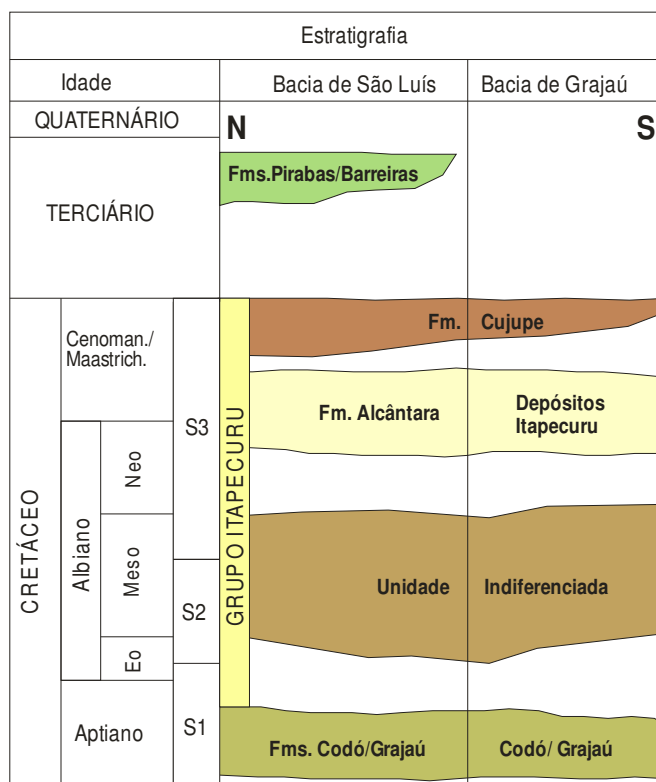 Estratigrafia
Idade
Bacia de São Luís
Bacia de Grajaú
QUATERNÁRIO
N
S
TERCIÁRIO
Fms.Pirabas/Barreiras
CRETÁCEO
Cenoman./
Maastrich.
Albiano
Neo
Meso
Eo
Aptiano
S3
S2
S1
GRUPO ITAPECURU
Fm. Cujupe
Fm. Alcântara
Depósitos
Itapecuru
Unidade Indiferenciada
Fms. Codó/Grajaú
Codó/ Grajaú